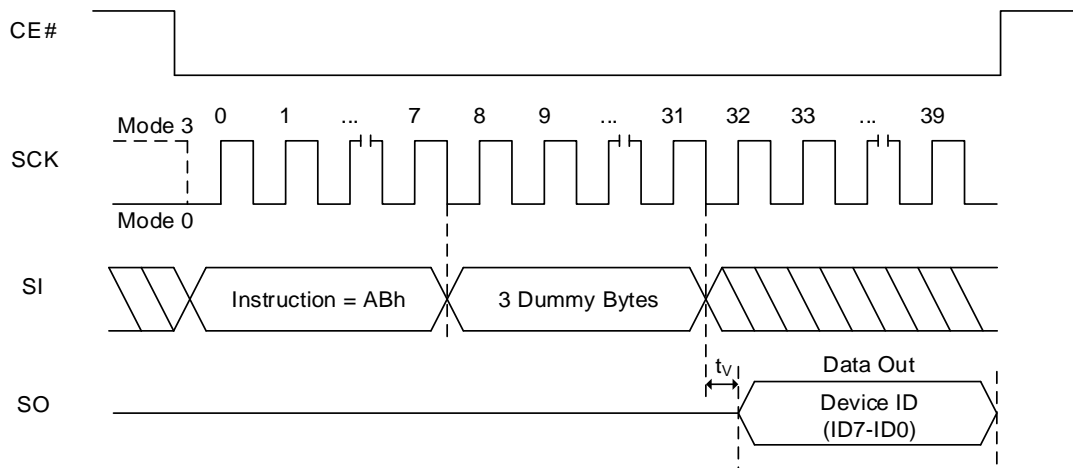 CE#
0 1 ... 7 8 9 ... 31 32 33 ... 39
Mode 3
SCK
Mode 0
SI
Instruction = ABh
3 Dummy Bytes
tV
Data Out
SO
Device ID
(ID7-ID0)